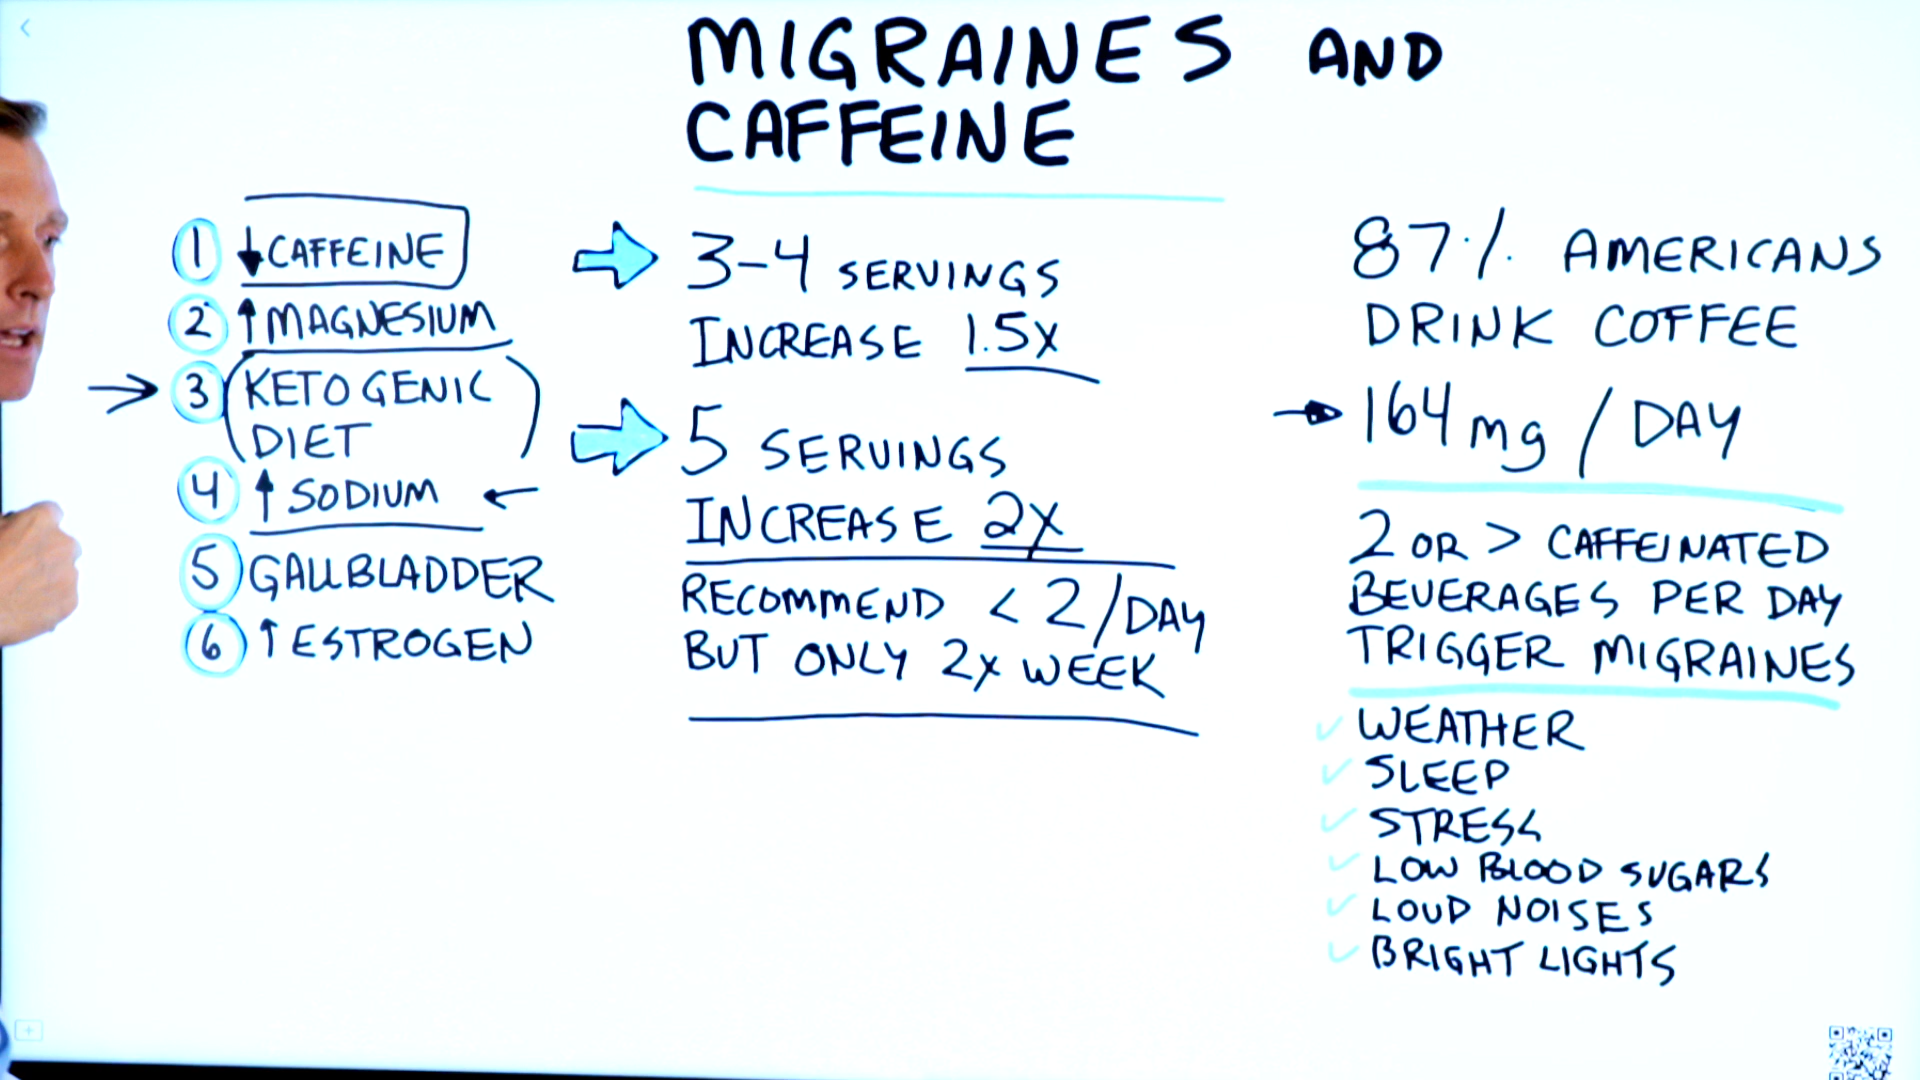 MIGRAINES AND
CAFFEINE
1 ↓CAFFEINE
2 ↑MAGNESIUM
→ 3 (KETOGENIC
DIET)
4 ↑ SODIUM ←
5 GALLBLADDER
6 ↑ ESTROGEN
3-4 SERVINGS
INCREASE 1.5X
5 SERVINGS
INCREASE 2X
RECOMMEND < 2/DAY
BUT ONLY 2X WEEK
87% AMERICANS
DRINK COFFEE
→ 164mg / DAY
2 OR > CAFFEINATED
BEVERAGES PER DAY
TRIGGER MIGRAINES
✓ WEATHER
✓ SLEEP
✓ STRESS
✓ LOW BLOOD SUGARS
✓ LOUD NOISES
✓ BRIGHT LIGHTS